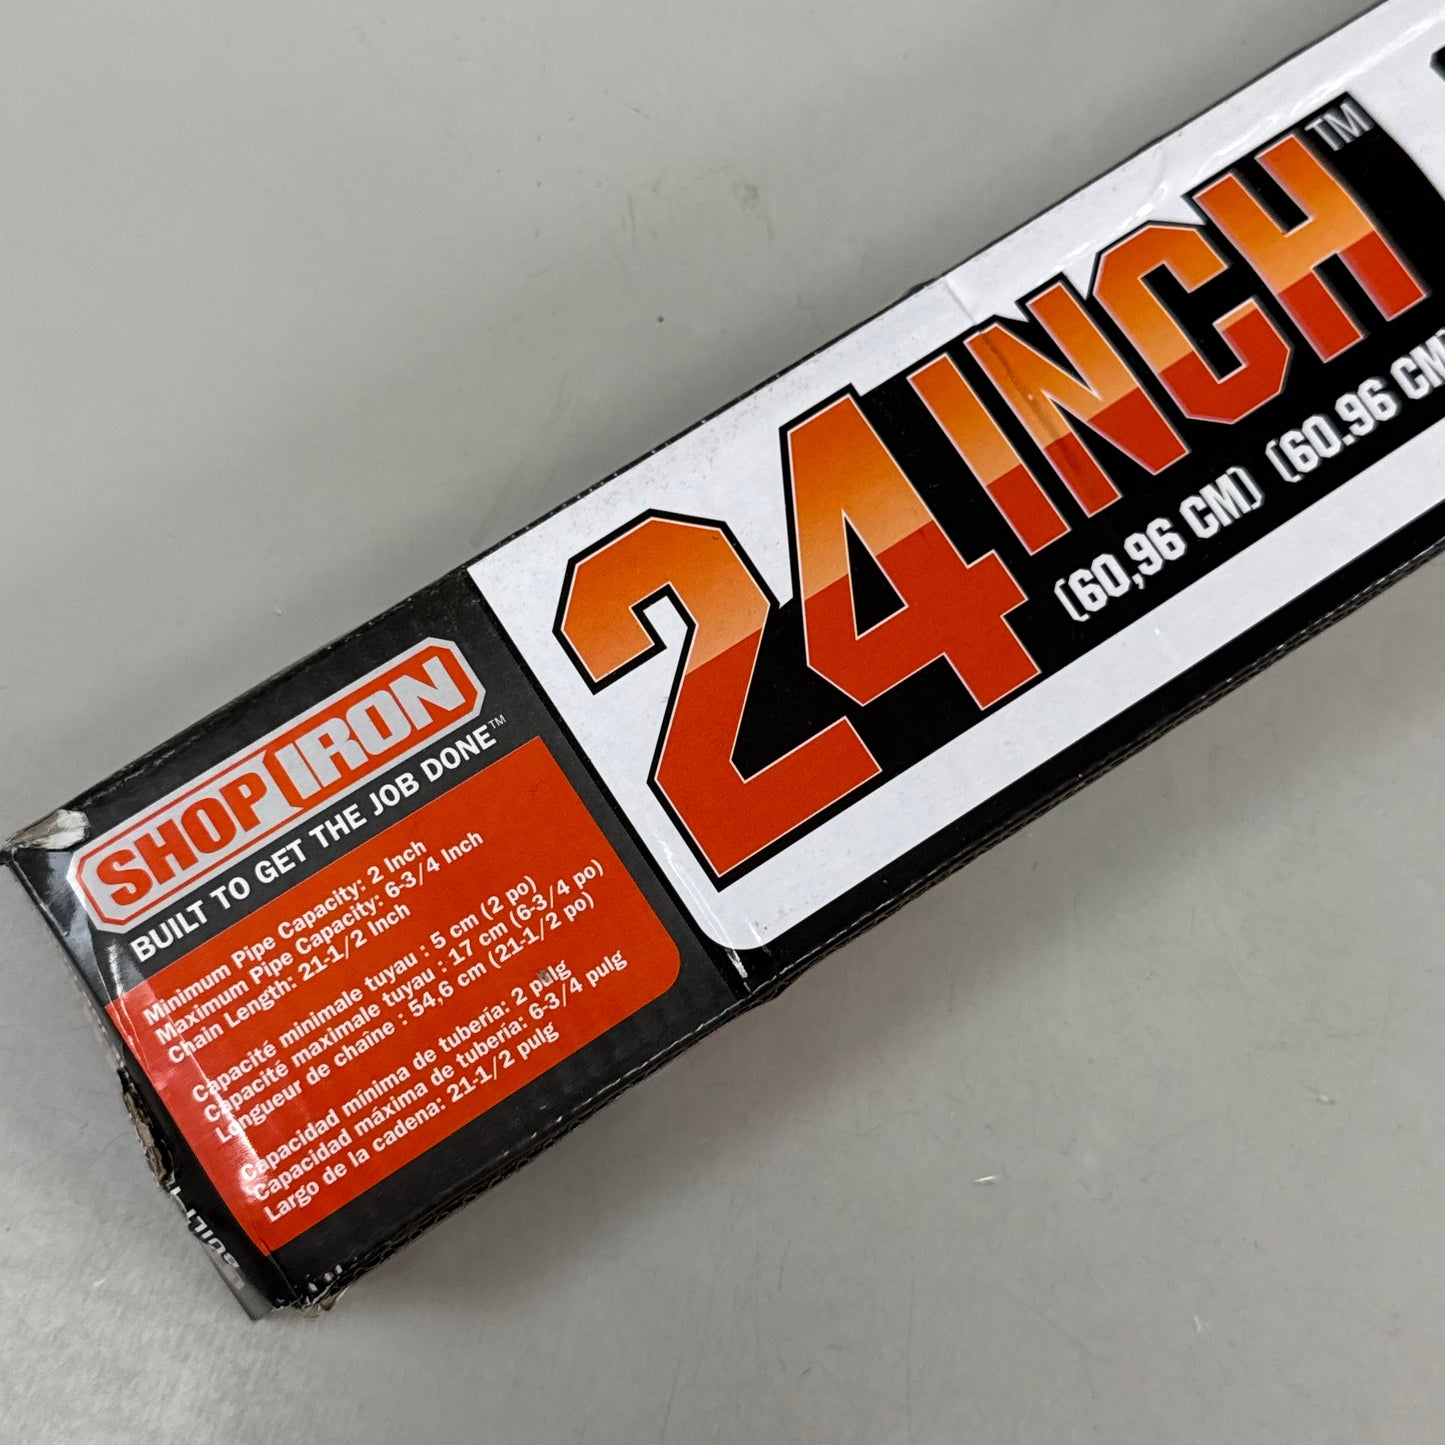 24 INCH™
(60,96 CM) (60.96 CM)
SHOP IRON
BUILT TO GET THE JOB DONE™
Minimum Pipe Capacity: 2 Inch
Maximum Pipe Capacity: 6-3/4 Inch
Chain Length: 21-1/2 Inch
Capacité minimale tuyau : 5 cm (2 po)
Capacité maximale tuyau : 17 cm (6-3/4 po)
Longueur de chaîne : 54,6 cm (21-1/2 po)
Capacidad mínima de tubería: 2 pulg
Capacidad máxima de tubería: 6-3/4 pulg
Largo de la cadena: 21-1/2 pulg
BUILT